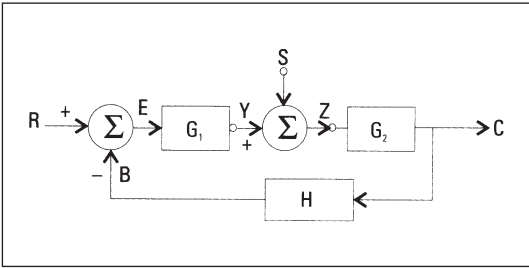 S
R + Σ E G₁ Y + Σ Z G₂ C
− B
H